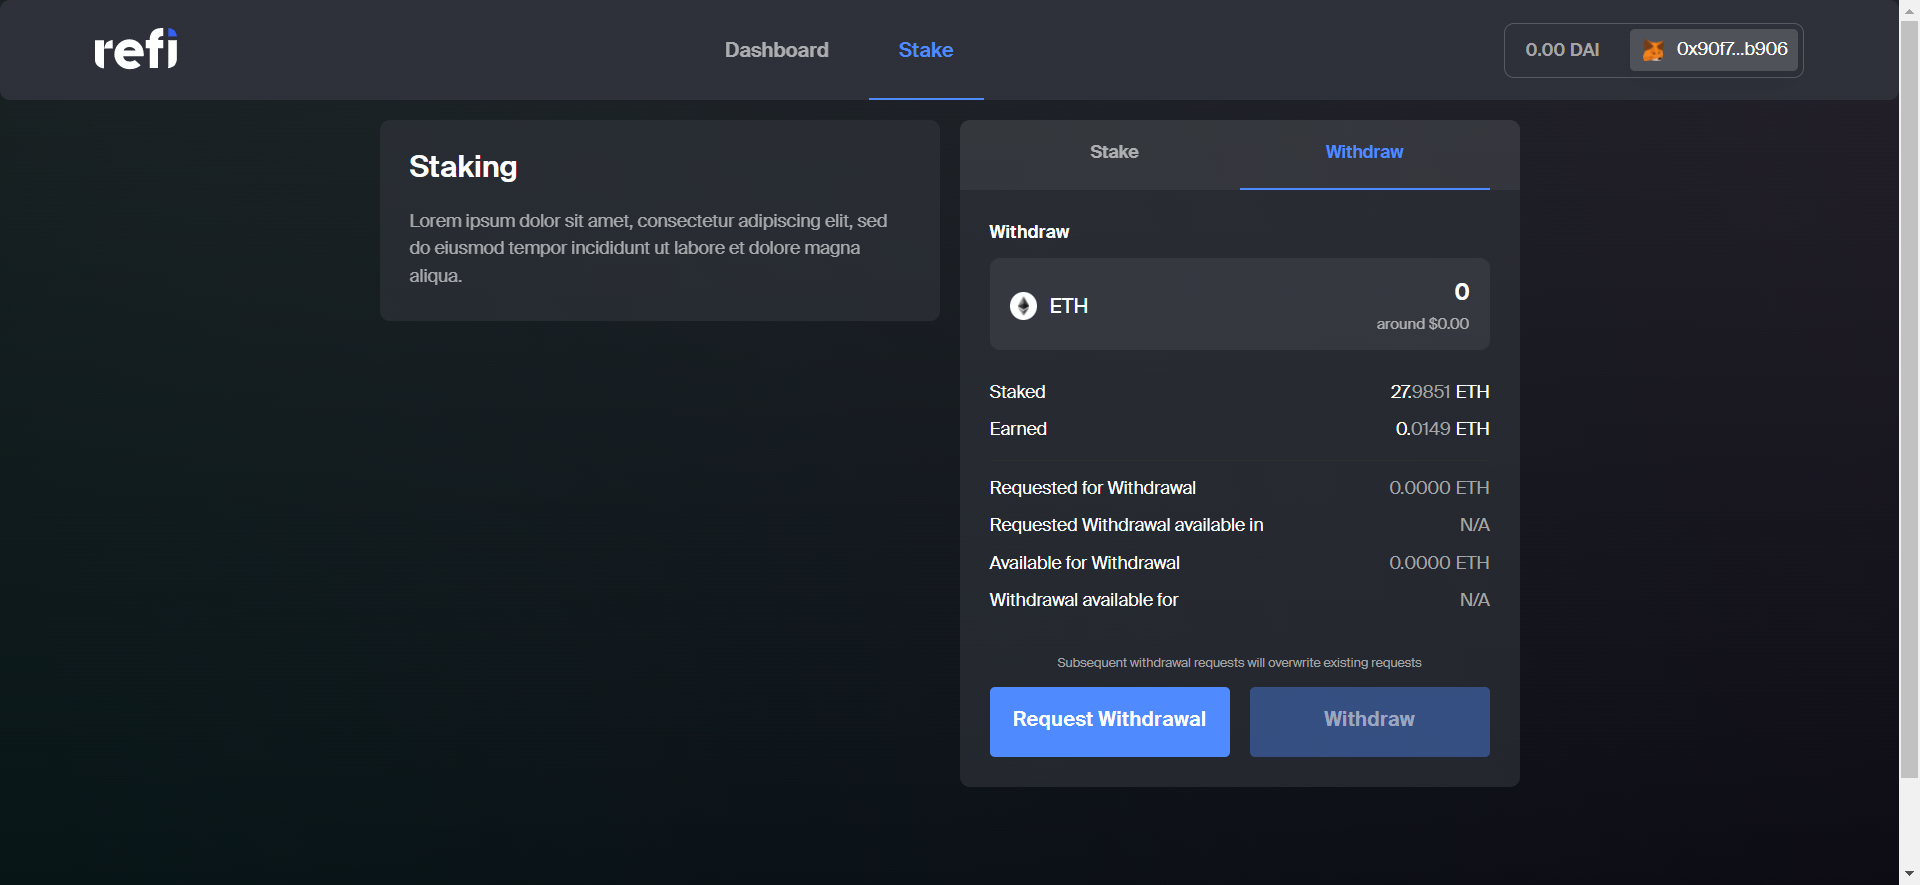 refi
Dashboard
Stake
0.00 DAI
0x90f7...b906
Staking
Lorem ipsum dolor sit amet, consectetur adipiscing elit, sed
do eiusmod tempor incididunt ut labore et dolore magna
aliqua.
Stake
Withdraw
Withdraw
ETH
0
around $0.00
Staked 27.9851 ETH
Earned 0.0149 ETH
Requested for Withdrawal 0.0000 ETH
Requested Withdrawal available in N/A
Available for Withdrawal 0.0000 ETH
Withdrawal available for N/A
Subsequent withdrawal requests will overwrite existing requests
Request Withdrawal
Withdraw